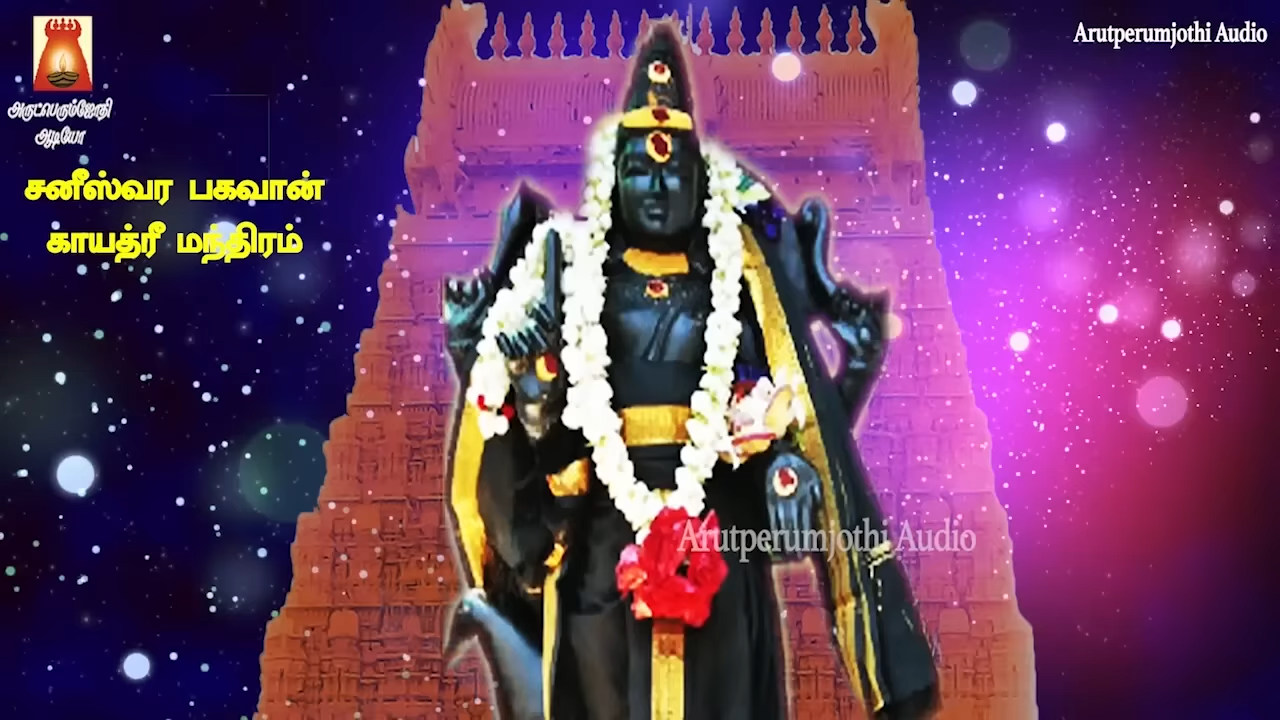 அருட்பெரும்ஜோதி
ஆடியோ
சனீஸ்வர பகவான்
காயத்ரீ மந்திரம்
Arutperumjothi Audio
Arutperumjothi Audio